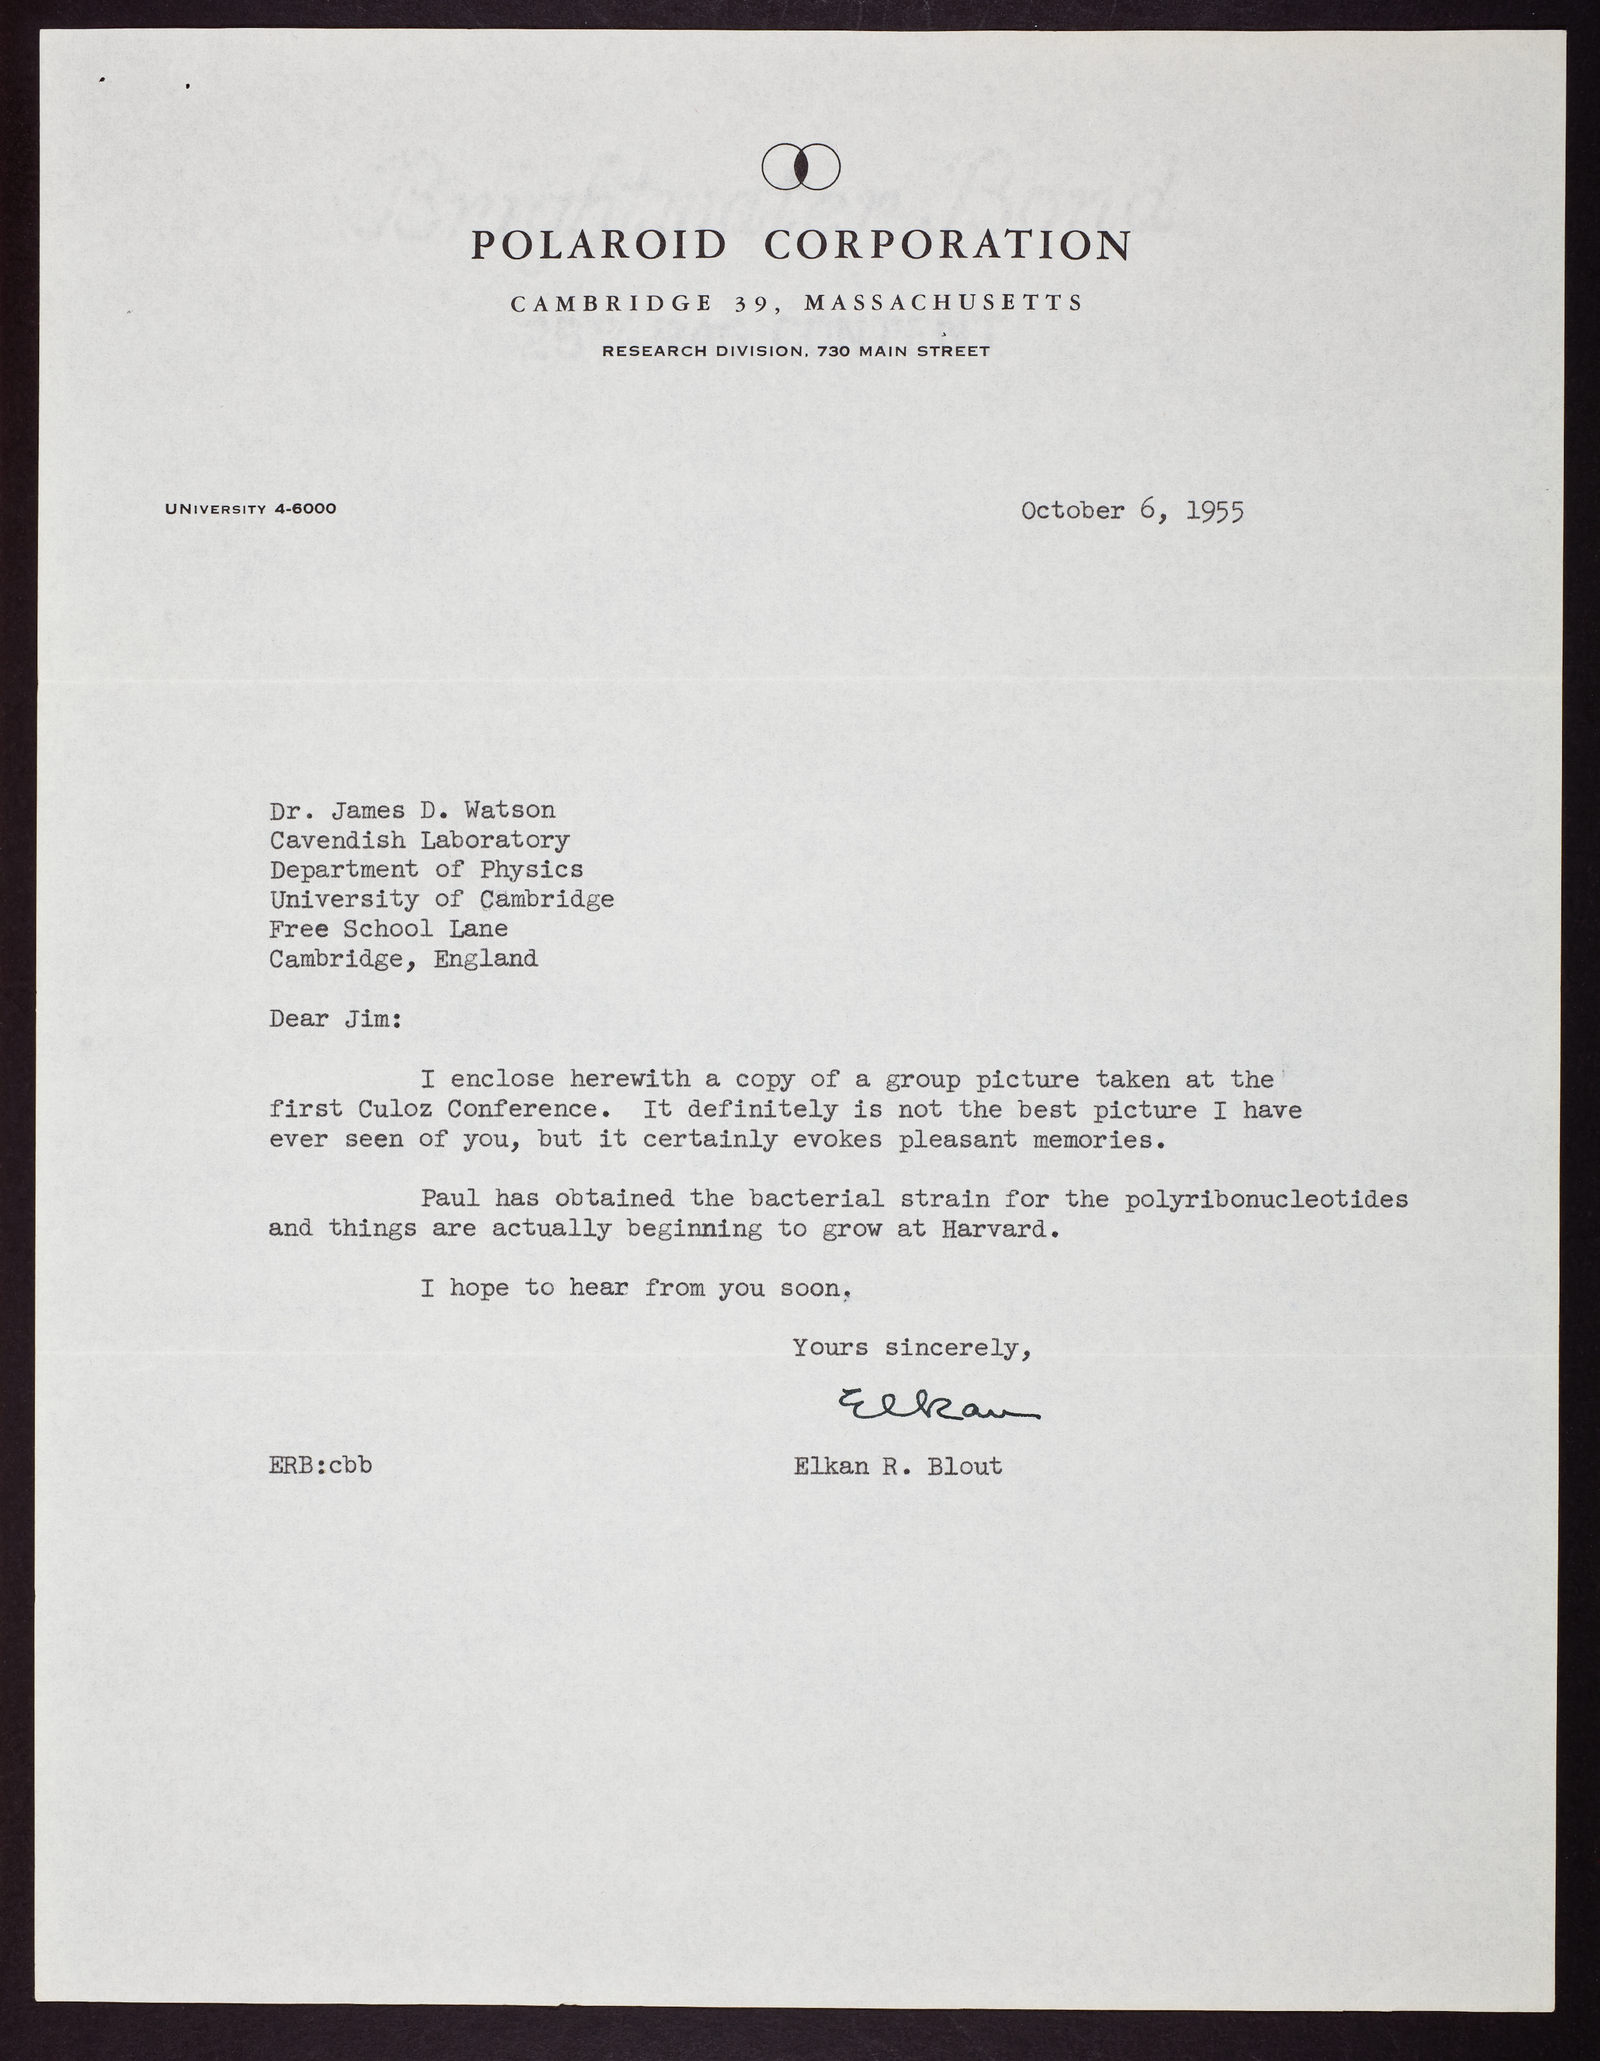 POLAROID CORPORATION
CAMBRIDGE 39, MASSACHUSETTS
RESEARCH DIVISION, 730 MAIN STREET
UNIVERSITY 4-6000
October 6, 1955
Dr. James D. Watson
Cavendish Laboratory
Department of Physics
University of Cambridge
Free School Lane
Cambridge, England
Dear Jim:
I enclose herewith a copy of a group picture taken at the
first Culoz Conference. It definitely is not the best picture I have
ever seen of you, but it certainly evokes pleasant memories.
Paul has obtained the bacterial strain for the polyribonucleotides
and things are actually beginning to grow at Harvard.
I hope to hear from you soon.
Yours sincerely,
Elkan
ERB:cbb
Elkan R. Blout